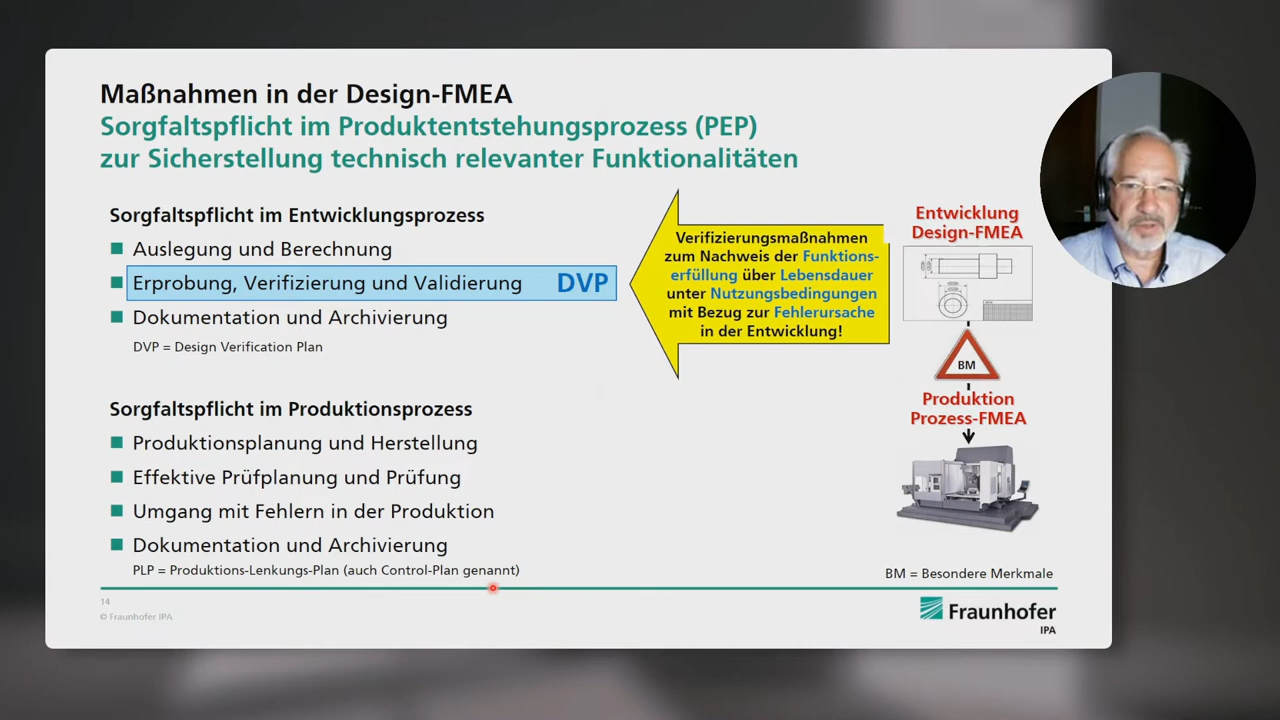 Maßnahmen in der Design-FMEA
Sorgfaltspflicht im Produktentstehungsprozess (PEP)
zur Sicherstellung technisch relevanter Funktionalitäten
Sorgfaltspflicht im Entwicklungsprozess
Auslegung und Berechnung
Erprobung, Verifizierung und Validierung DVP
Dokumentation und Archivierung
DVP = Design Verification Plan
Verifizierungsmaßnahmen
zum Nachweis der Funktions-
erfüllung über Lebensdauer
unter Nutzungsbedingungen
mit Bezug zur Fehlerursache
in der Entwicklung!
Entwicklung
Design-FMEA
BM
Produktion
Prozess-FMEA
Sorgfaltspflicht im Produktionsprozess
Produktionsplanung und Herstellung
Effektive Prüfplanung und Prüfung
Umgang mit Fehlern in der Produktion
Dokumentation und Archivierung
PLP = Produktions-Lenkungs-Plan (auch Control-Plan genannt)
BM = Besondere Merkmale
14
© Fraunhofer IPA
Fraunhofer
IPA